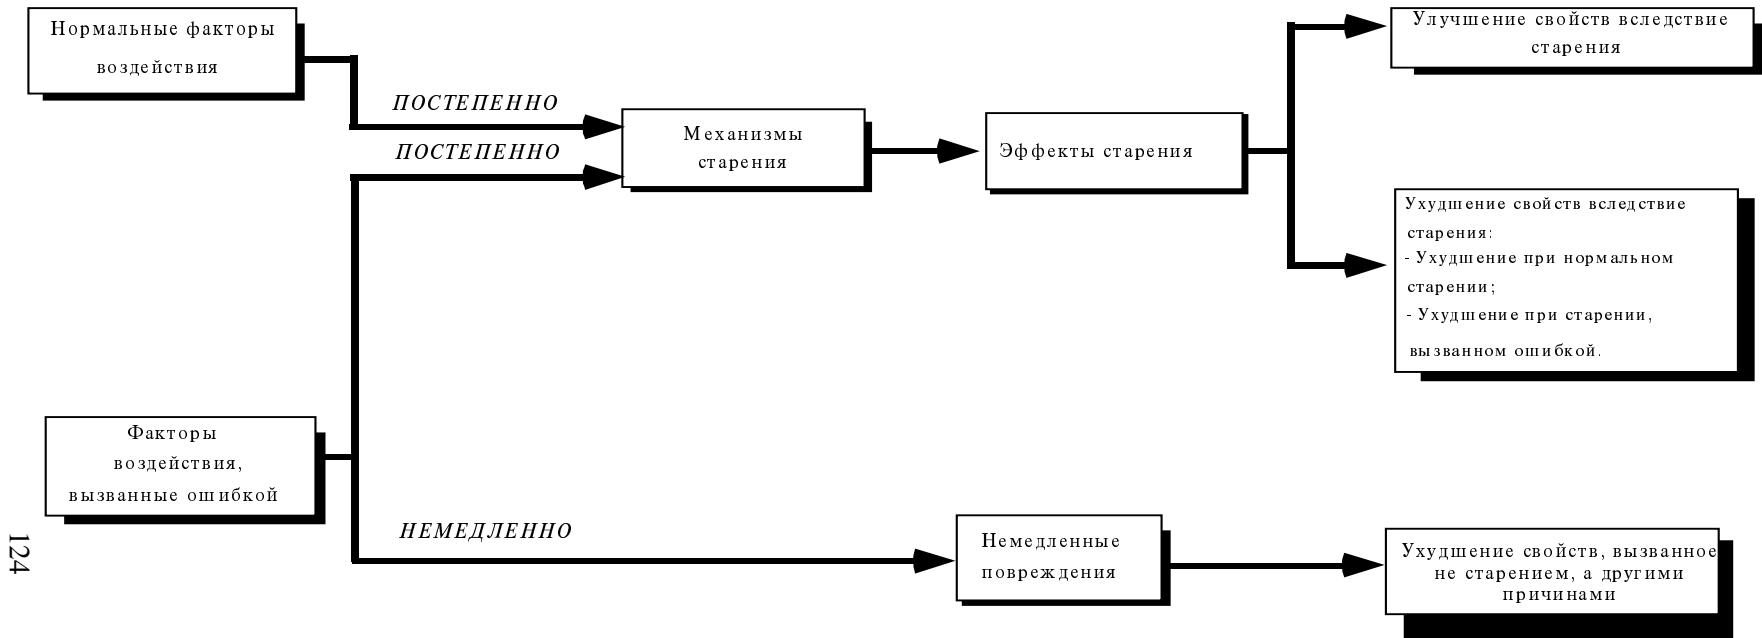 Нормальные факторы
воздействия
ПОСТЕПЕННО
ПОСТЕПЕННО
Механизмы
старения
Эффекты старения
Улучшение свойств вследствие
старения
Ухудшение свойств вследствие
старения:
- Ухудшение при нормальном
старении;
- Ухудшение при старении,
вызванном ошибкой.
Факторы
воздействия,
вызванные ошибкой
НЕМЕДЛЕННО
Немедленные
повреждения
Ухудшение свойств, вызванное
не старением, а другими
причинами
124